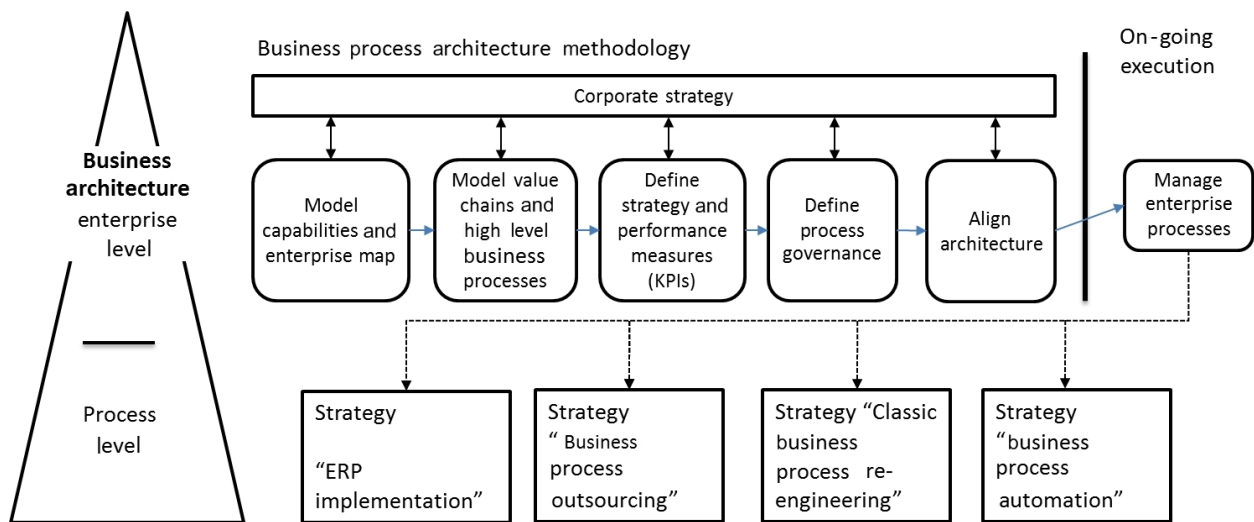 Business process architecture methodology
On-going
execution
Corporate strategy
Business
architecture
enterprise
level
Model
capabilities and
enterprise map
Model value
chains and
high level
business
processes
Define
strategy and
performance
measures
(KPIs)
Define
process
governance
Align
architecture
Manage
enterprise
processes
Process
level
Strategy
“ERP
implementation”
Strategy
“ Business
process
outsourcing”
Strategy “Classic
business
process re-
engineering”
Strategy
“business
process
automation”